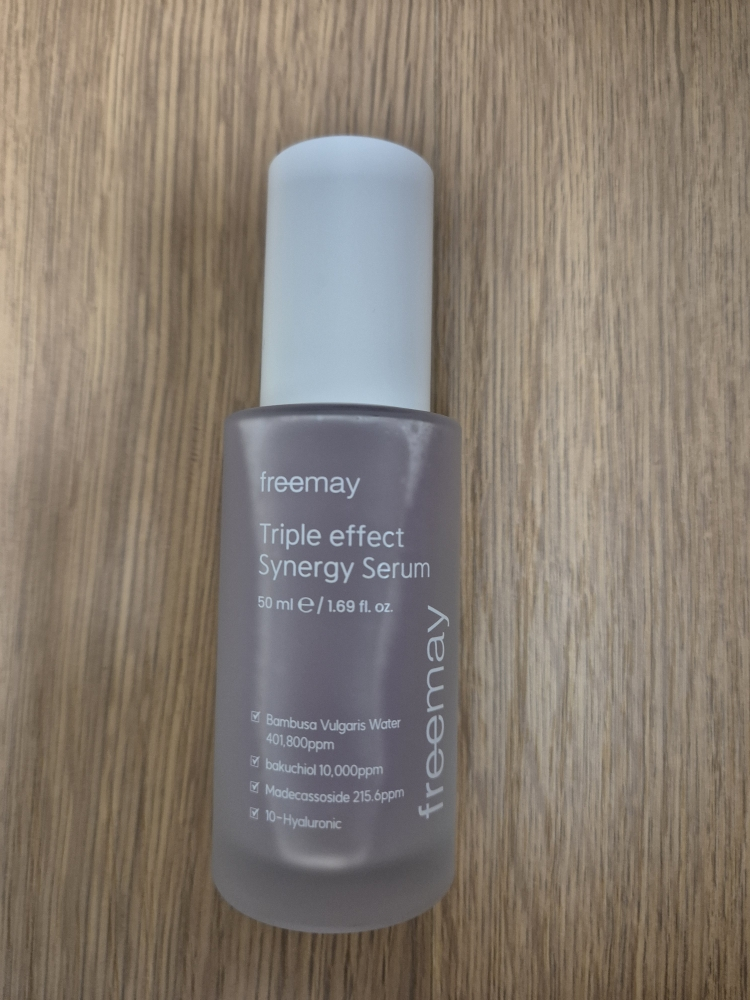 freemay
Triple effect
Synergy Serum
50 ml ℮ / 1.69 fl. oz.
freemay
☑ Bambusa Vulgaris Water
401,800ppm
☑ bakuchiol 10,000ppm
☑ Madecassoside 215.6ppm
☑ 10-Hyaluronic